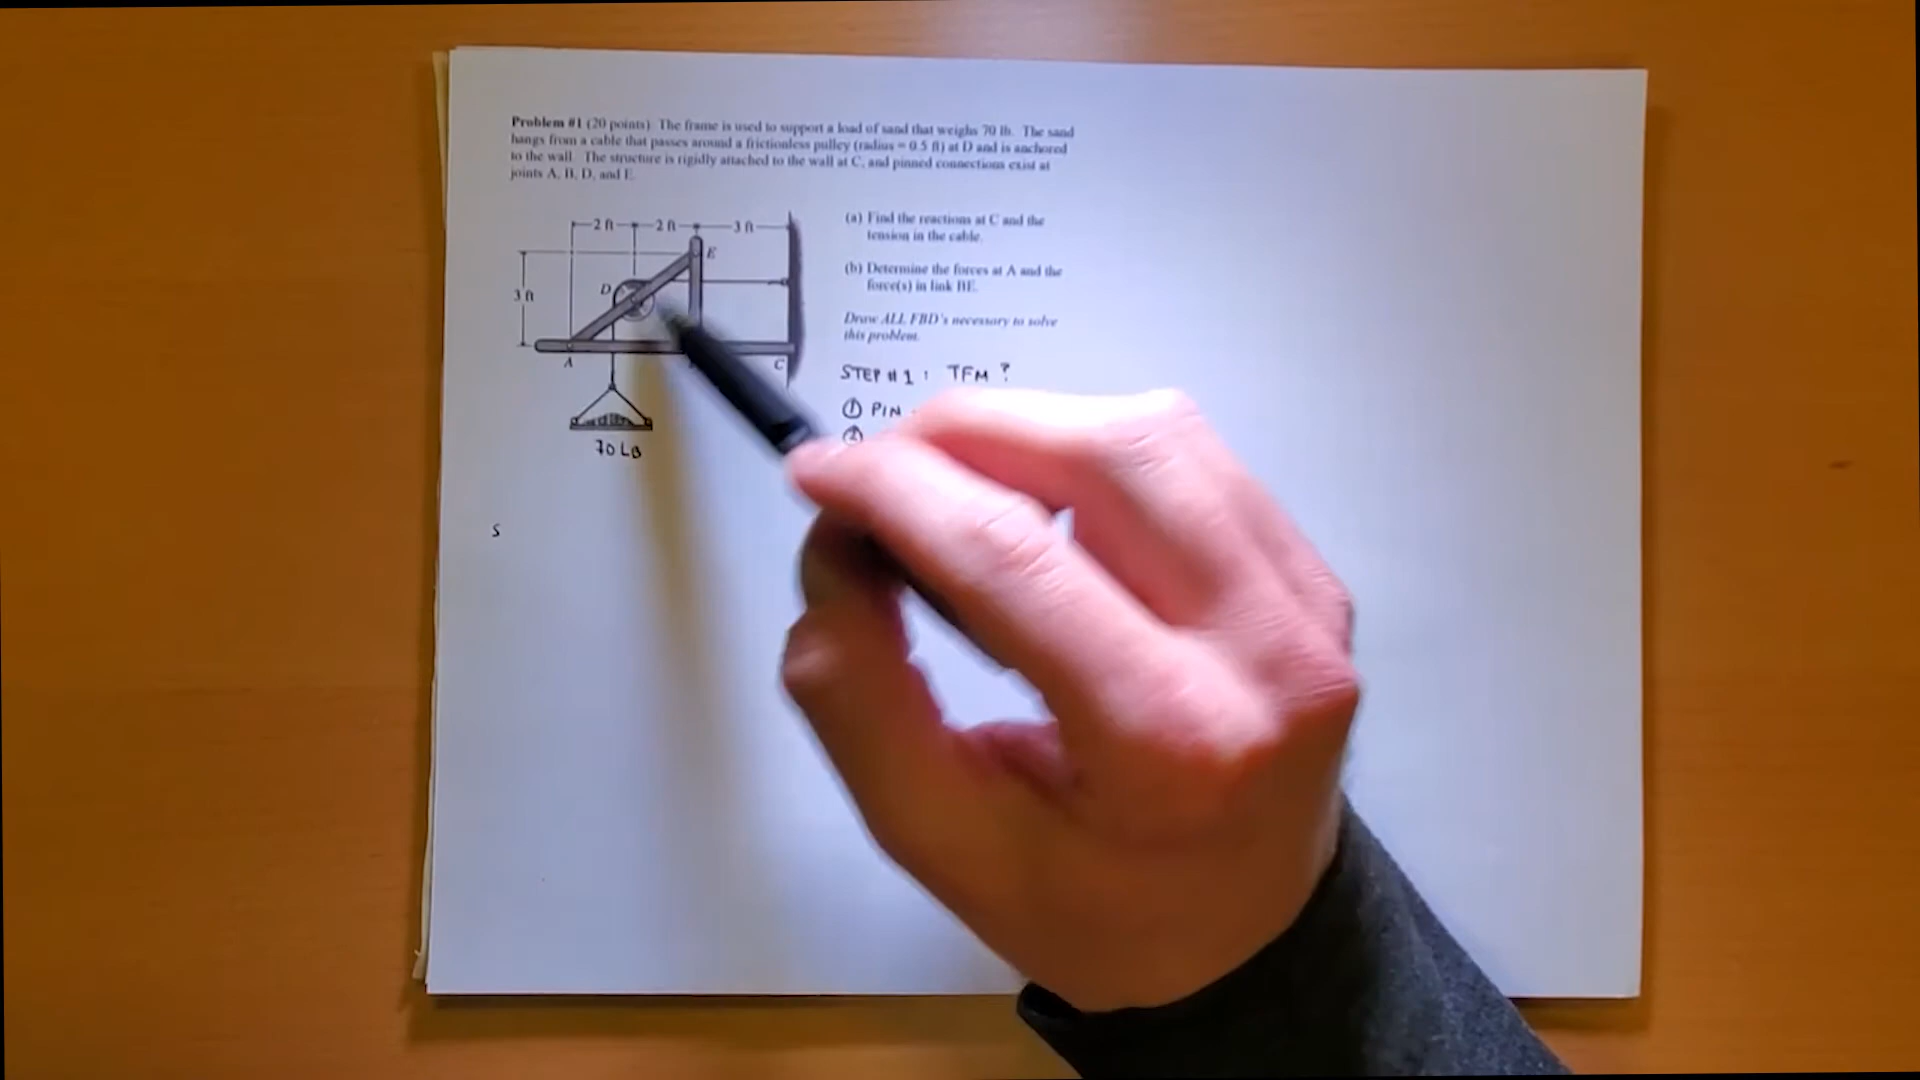 Problem #1 (20 points) The frame is used to support a load of sand that weighs 70 lb. The sand
hangs from a cable that passes around a frictionless pulley (radius = 0.5 ft) at D and is anchored
to the wall. The structure is rigidly attached to the wall at C, and pinned connections exist at
joints A, B, D, and E.
2 ft 2 ft 3 ft
(a) Find the reactions at C and the
tension in the cable.
E
(b) Determine the forces at A and the
force(s) in link BE.
D
3 ft
Draw ALL FBD's necessary to solve
this problem.
A
C
STEP #1: TFM?
① PIN
②
70 LB
S